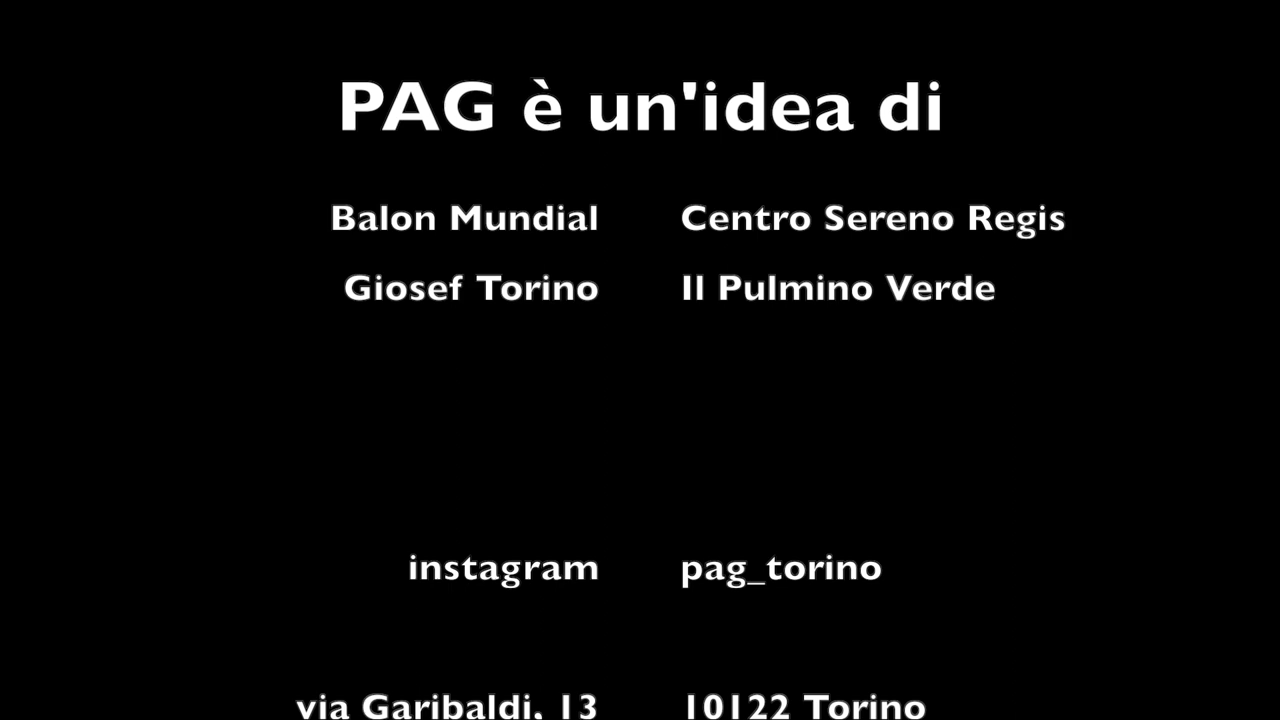 PAG è un'idea di
Balon Mundial Centro Sereno Regis
Giosef Torino Il Pulmino Verde
instagram pag_torino
via Garibaldi, 13 10122 Torino